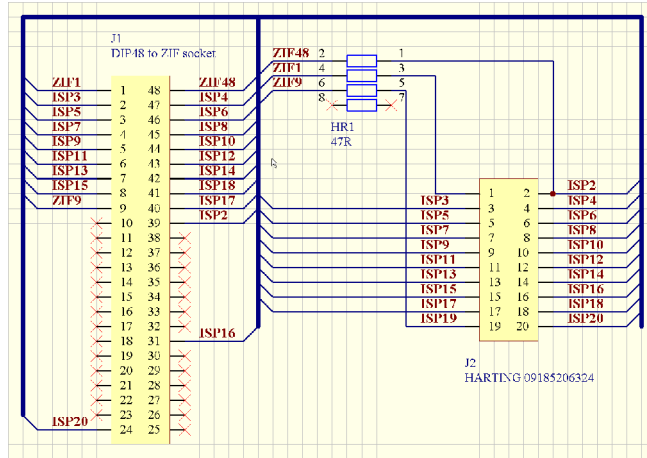 J1
DIP48 to ZIF socket
ZIF1 1 48 ZIF48
ISP3 2 47 ISP4
ISP5 3 46 ISP6
ISP7 4 45 ISP8
ISP9 5 44 ISP10
ISP11 6 43 ISP12
ISP13 7 42 ISP14
ISP15 8 41 ISP18
ZIF9 9 40 ISP17
10 39 ISP2
11 38
12 37
13 36
14 35
15 34
16 33
17 32
18 31 ISP16
19 30
20 29
21 28
22 27
23 26
ISP20 24 25
ZIF48 2 1
ZIF1 4 3
ZIF9 6 5
8 7
HR1
47R
1 2 ISP2
ISP3 3 4 ISP4
ISP5 5 6 ISP6
ISP7 7 8 ISP8
ISP9 9 10 ISP10
ISP11 11 12 ISP12
ISP13 13 14 ISP14
ISP15 15 16 ISP16
ISP17 17 18 ISP18
ISP19 19 20 ISP20
J2
HARTING 09185206324